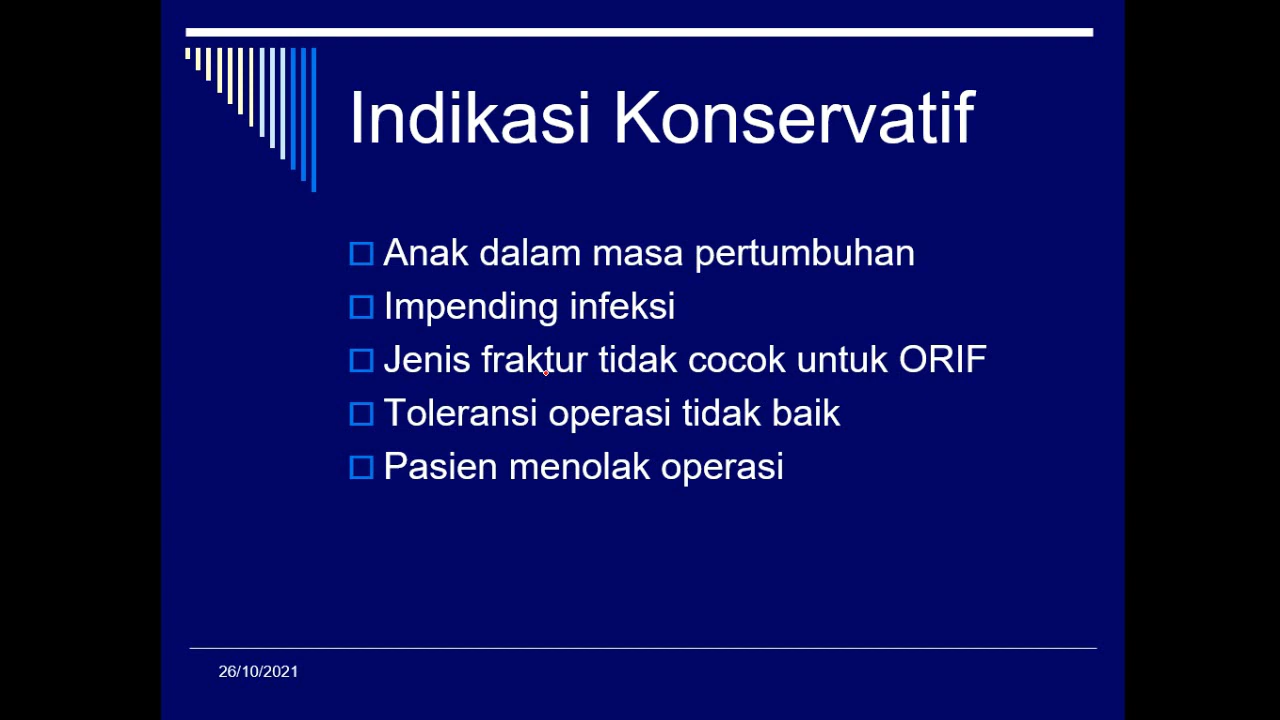 Indikasi Konservatif
Anak dalam masa pertumbuhan
Impending infeksi
Jenis fraktur tidak cocok untuk ORIF
Toleransi operasi tidak baik
Pasien menolak operasi
26/10/2021